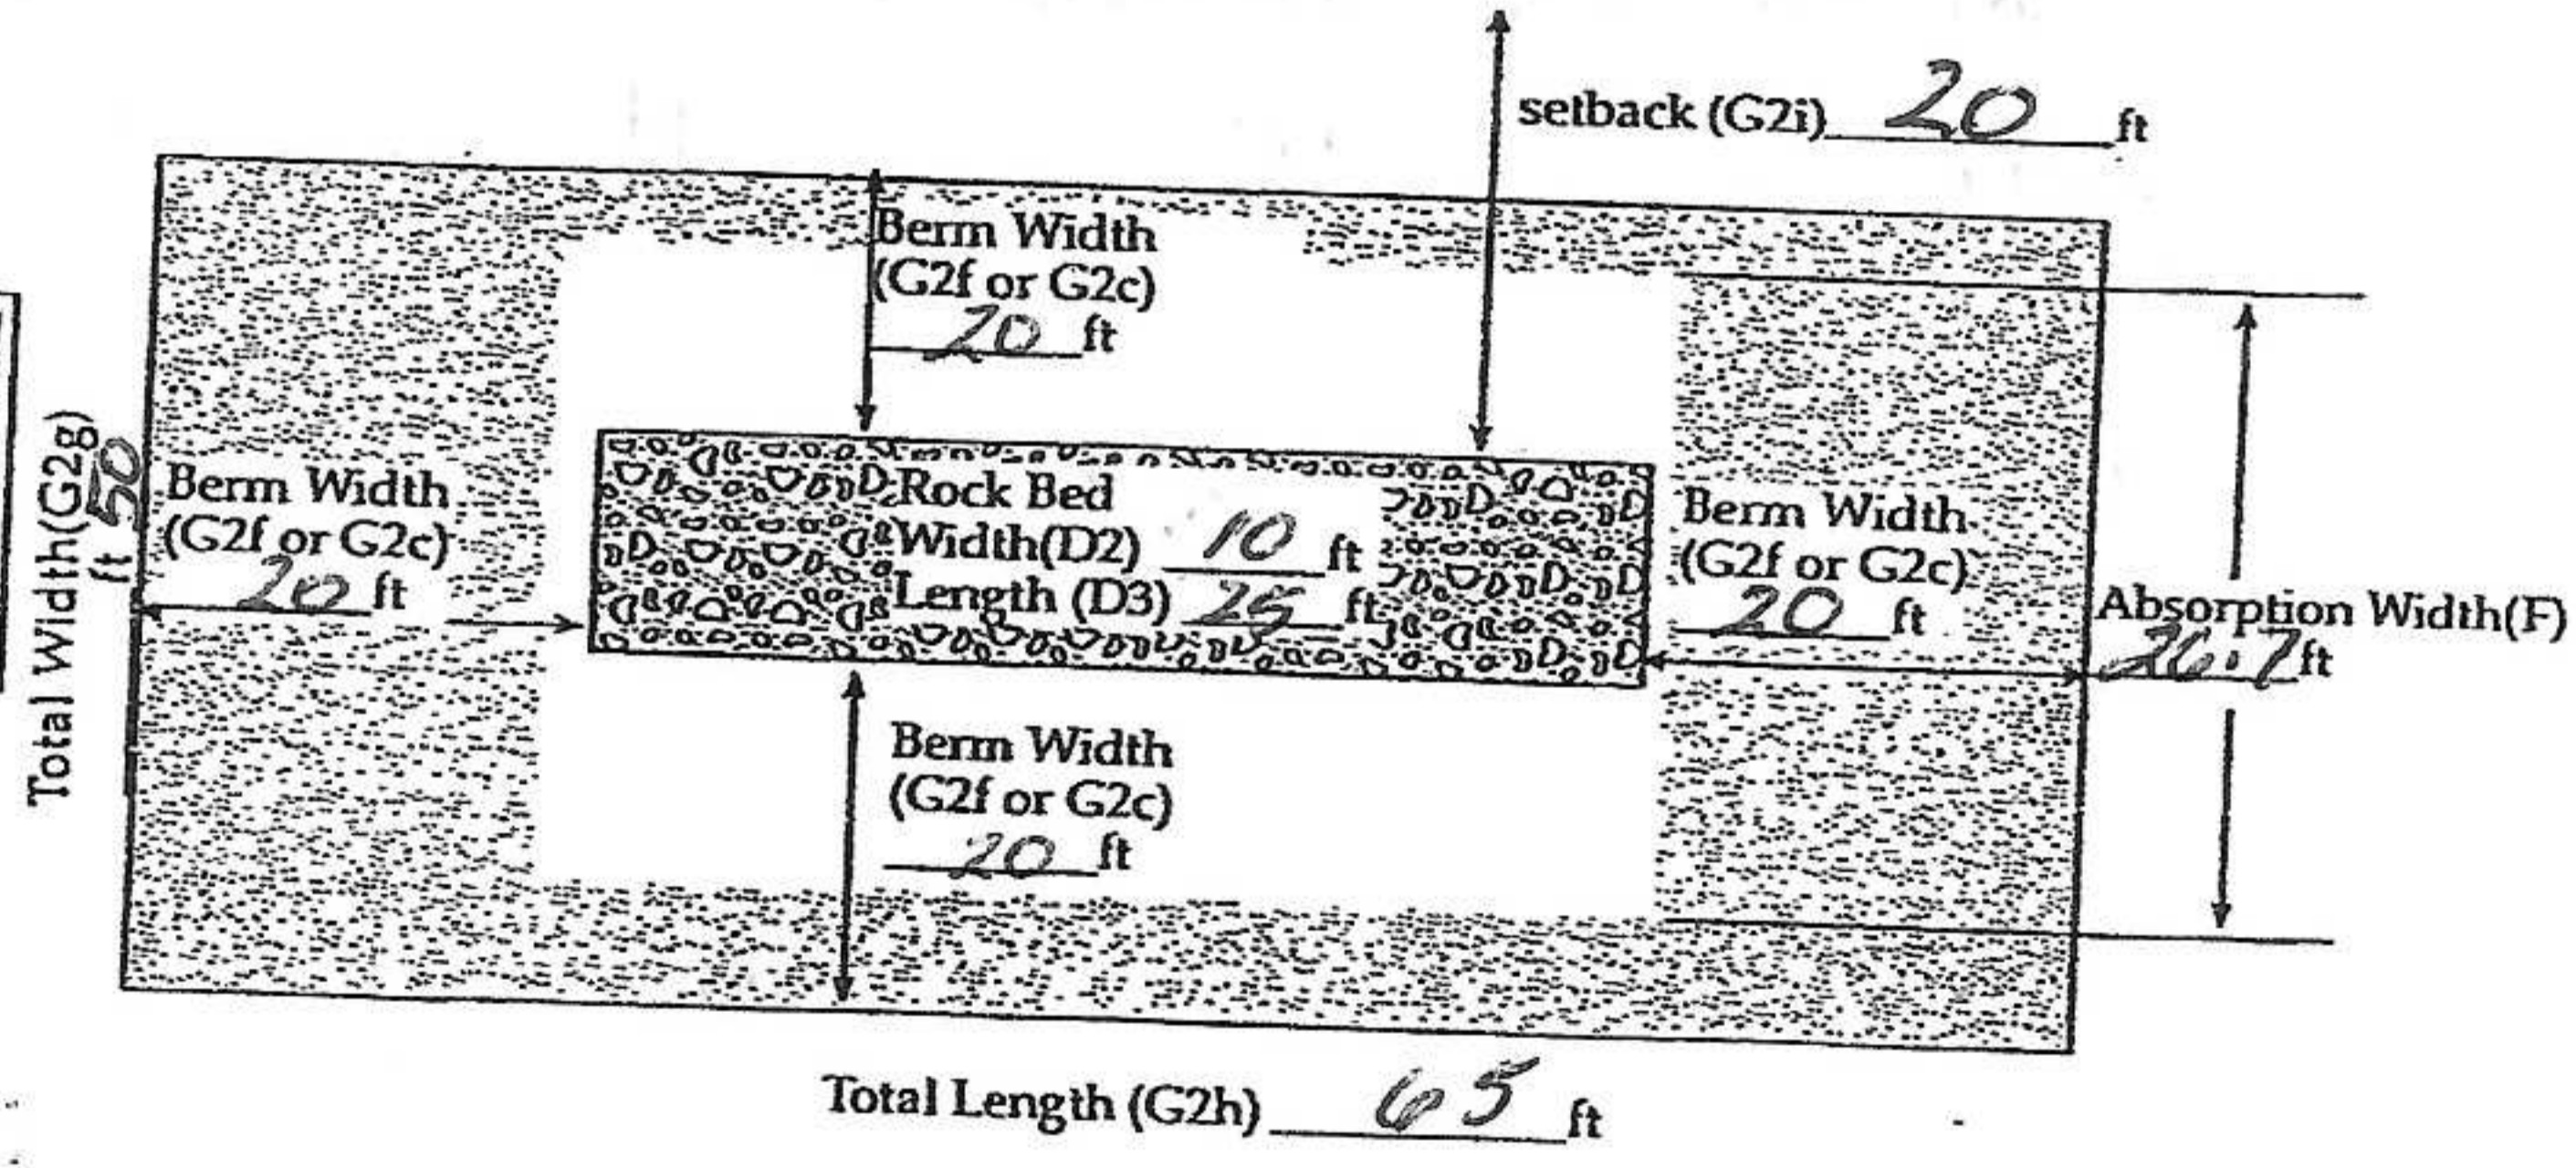 setback (G2i) 20 ft
Berm Width
(G2f or G2c)
20 ft
Total Width(G2g)
ft 50
Berm Width
(G2f or G2c)
20 ft
Rock Bed
Width(D2) 10 ft
Length (D3) 25 ft
Berm Width
(G2f or G2c)
20 ft
Absorption Width(F)
26.7 ft
Berm Width
(G2f or G2c)
20 ft
Total Length (G2h) 65 ft